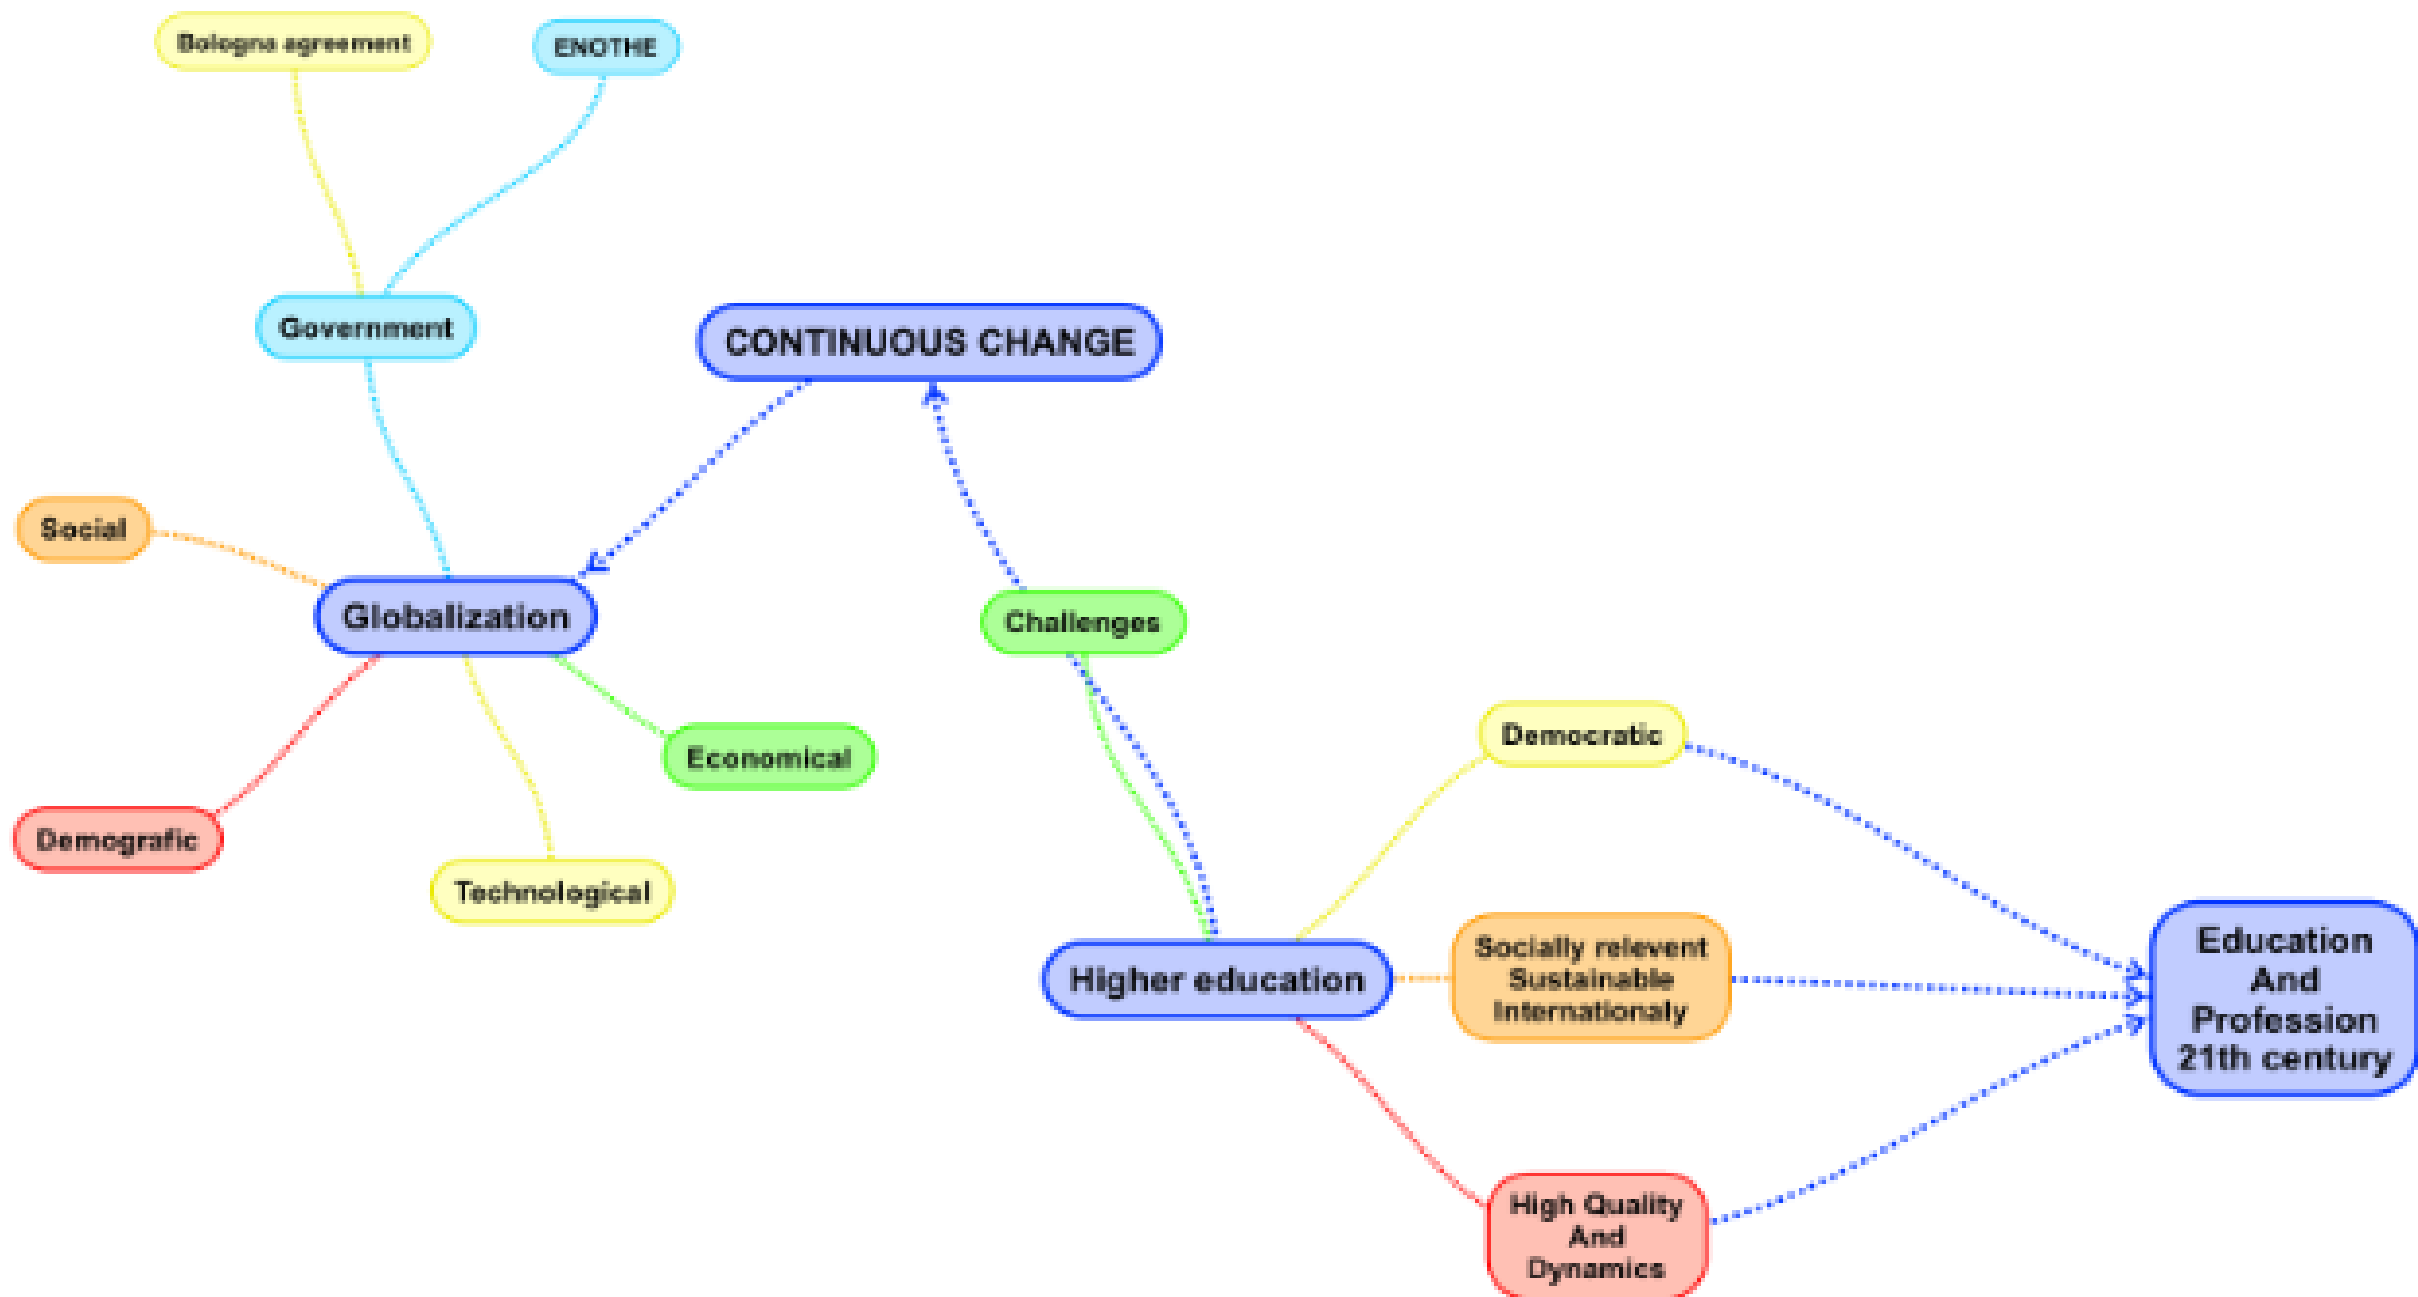 Bologna agreement
ENOTHE
Government
CONTINUOUS CHANGE
Social
Globalization
Challenges
Economical
Demografic
Technological
Democratic
Higher education
Socially relevent
Sustainable
Internationaly
Education
And
Profession
21th century
High Quality
And
Dynamics